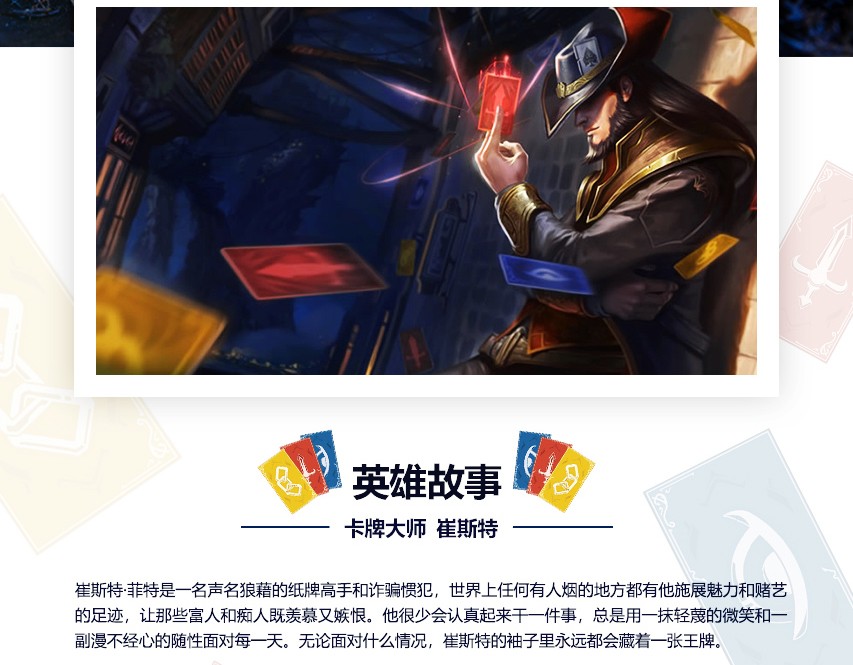 英雄故事
卡牌大师 崔斯特
崔斯特·菲特是一名声名狼藉的纸牌高手和诈骗惯犯，世界上任何有人烟的地方都有他施展魅力和赌艺
的足迹，让那些富人和痴人既羡慕又嫉恨。他很少会认真起来干一件事，总是用一抹轻蔑的微笑和一
副漫不经心的随性面对每一天。无论面对什么情况，崔斯特的袖子里永远都会藏着一张王牌。